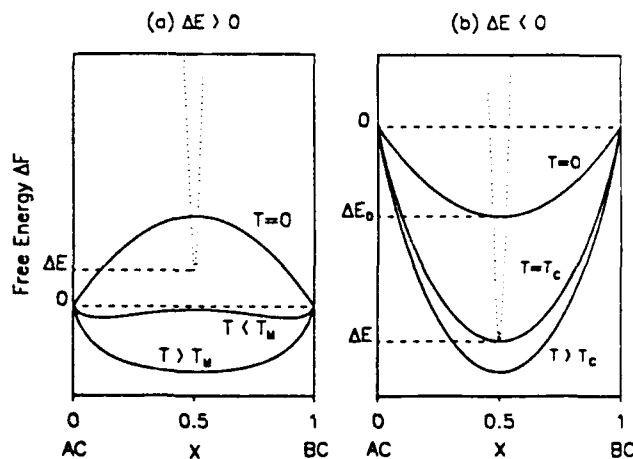 (a) ΔE > 0
(b) ΔE < 0
Free Energy ΔF
ΔE
0
T=0
T < T_M
T > T_M
0 0.5 1
AC X BC
0
ΔE_D
ΔE
T=0
T=T_C
T > T_C
0 0.5 1
AC X BC